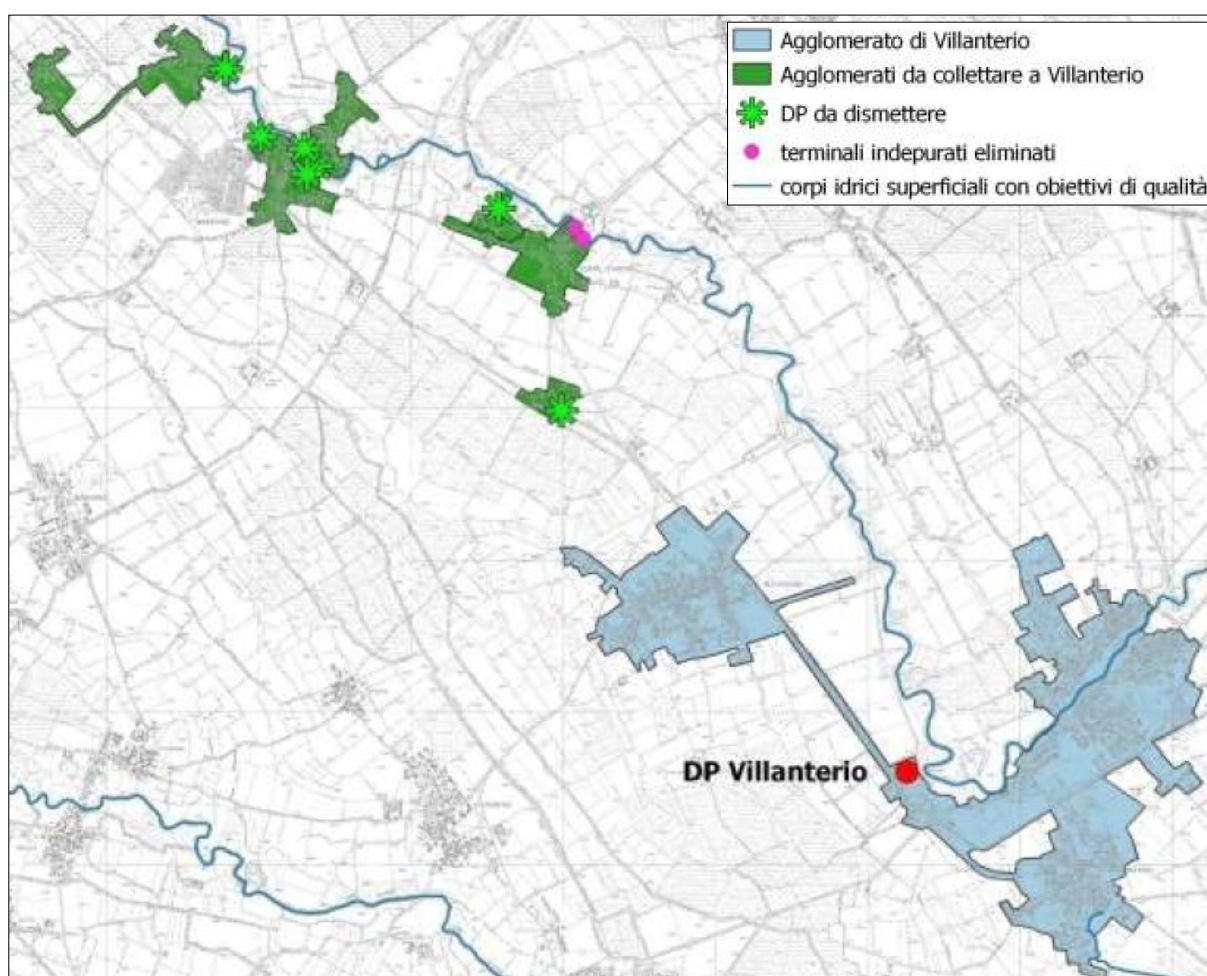 Agglomerato di Villanterio
Agglomerati da collettare a Villanterio
DP da dismettere
terminali indepurati eliminati
corpi idrici superficiali con obiettivi di qualità
DP Villanterio